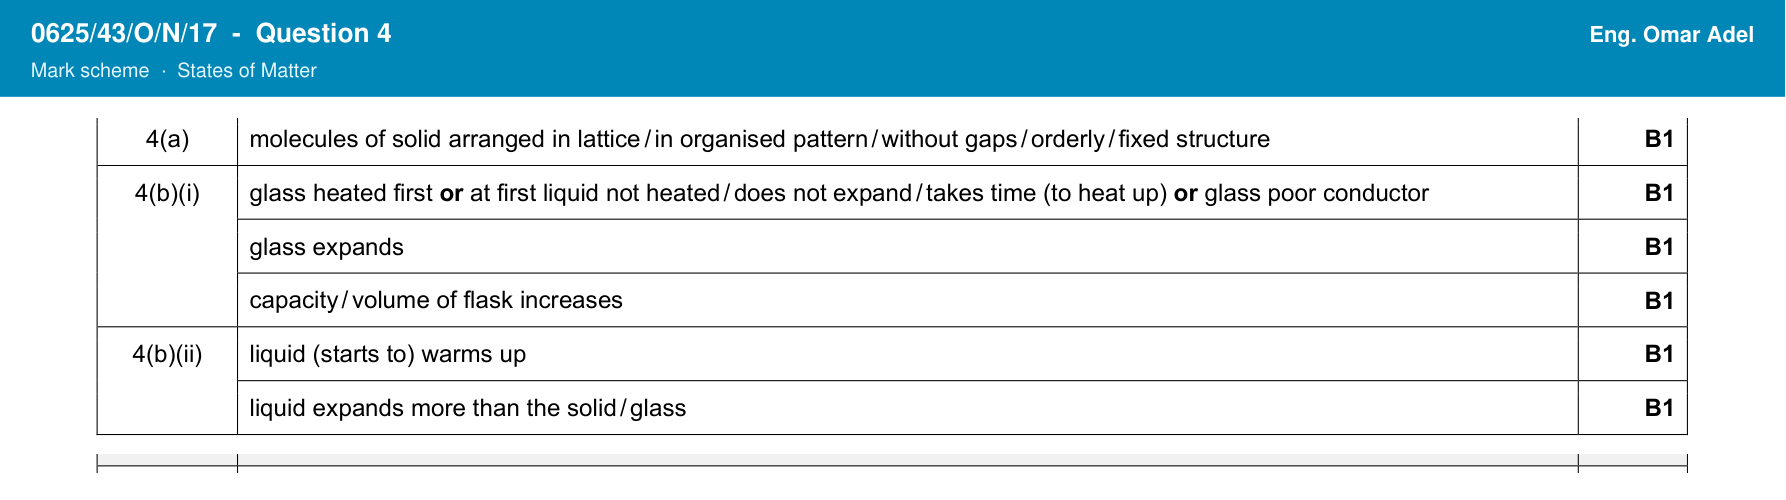 0625/43/O/N/17 - Question 4
Eng. Omar Adel
Mark scheme · States of Matter
4(a) molecules of solid arranged in lattice / in organised pattern / without gaps / orderly / fixed structure B1
4(b)(i) glass heated first or at first liquid not heated / does not expand / takes time (to heat up) or glass poor conductor B1
glass expands B1
capacity / volume of flask increases B1
4(b)(ii) liquid (starts to) warms up B1
liquid expands more than the solid / glass B1